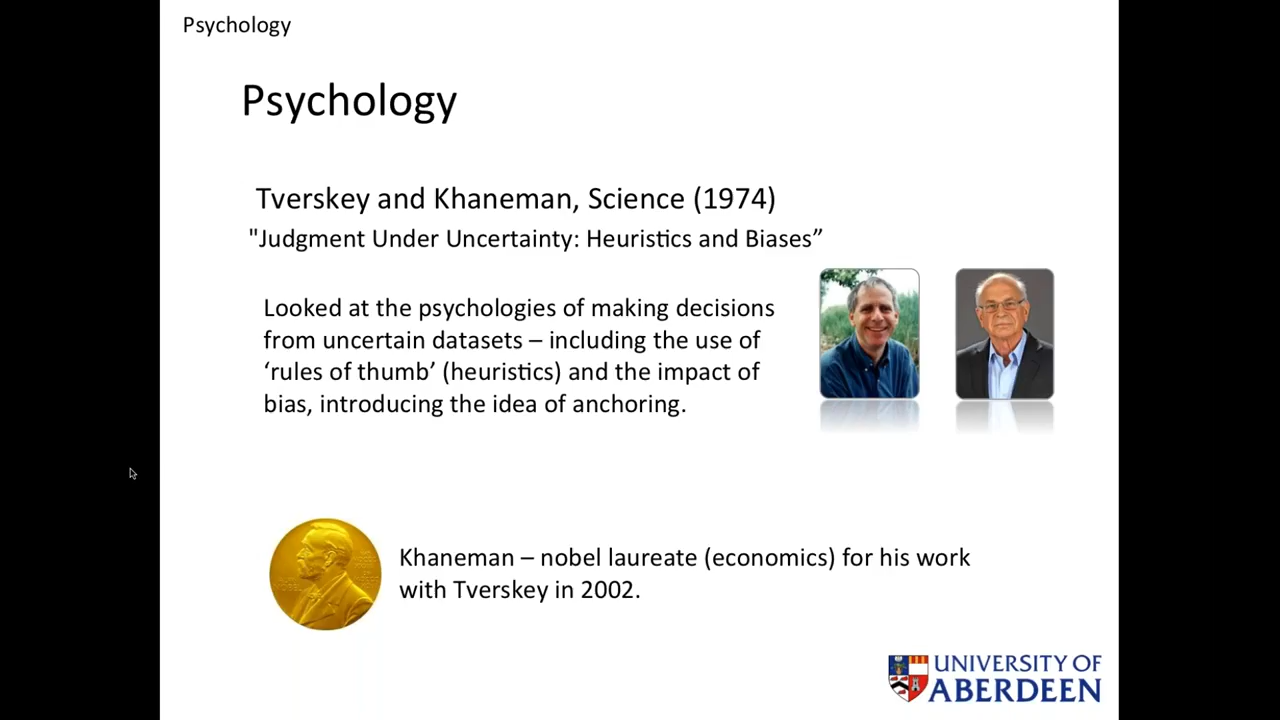 Psychology
Psychology
Tverskey and Khaneman, Science (1974)
"Judgment Under Uncertainty: Heuristics and Biases”
Looked at the psychologies of making decisions
from uncertain datasets – including the use of
‘rules of thumb’ (heuristics) and the impact of
bias, introducing the idea of anchoring.
Khaneman – nobel laureate (economics) for his work
with Tverskey in 2002.
UNIVERSITY OF
ABERDEEN